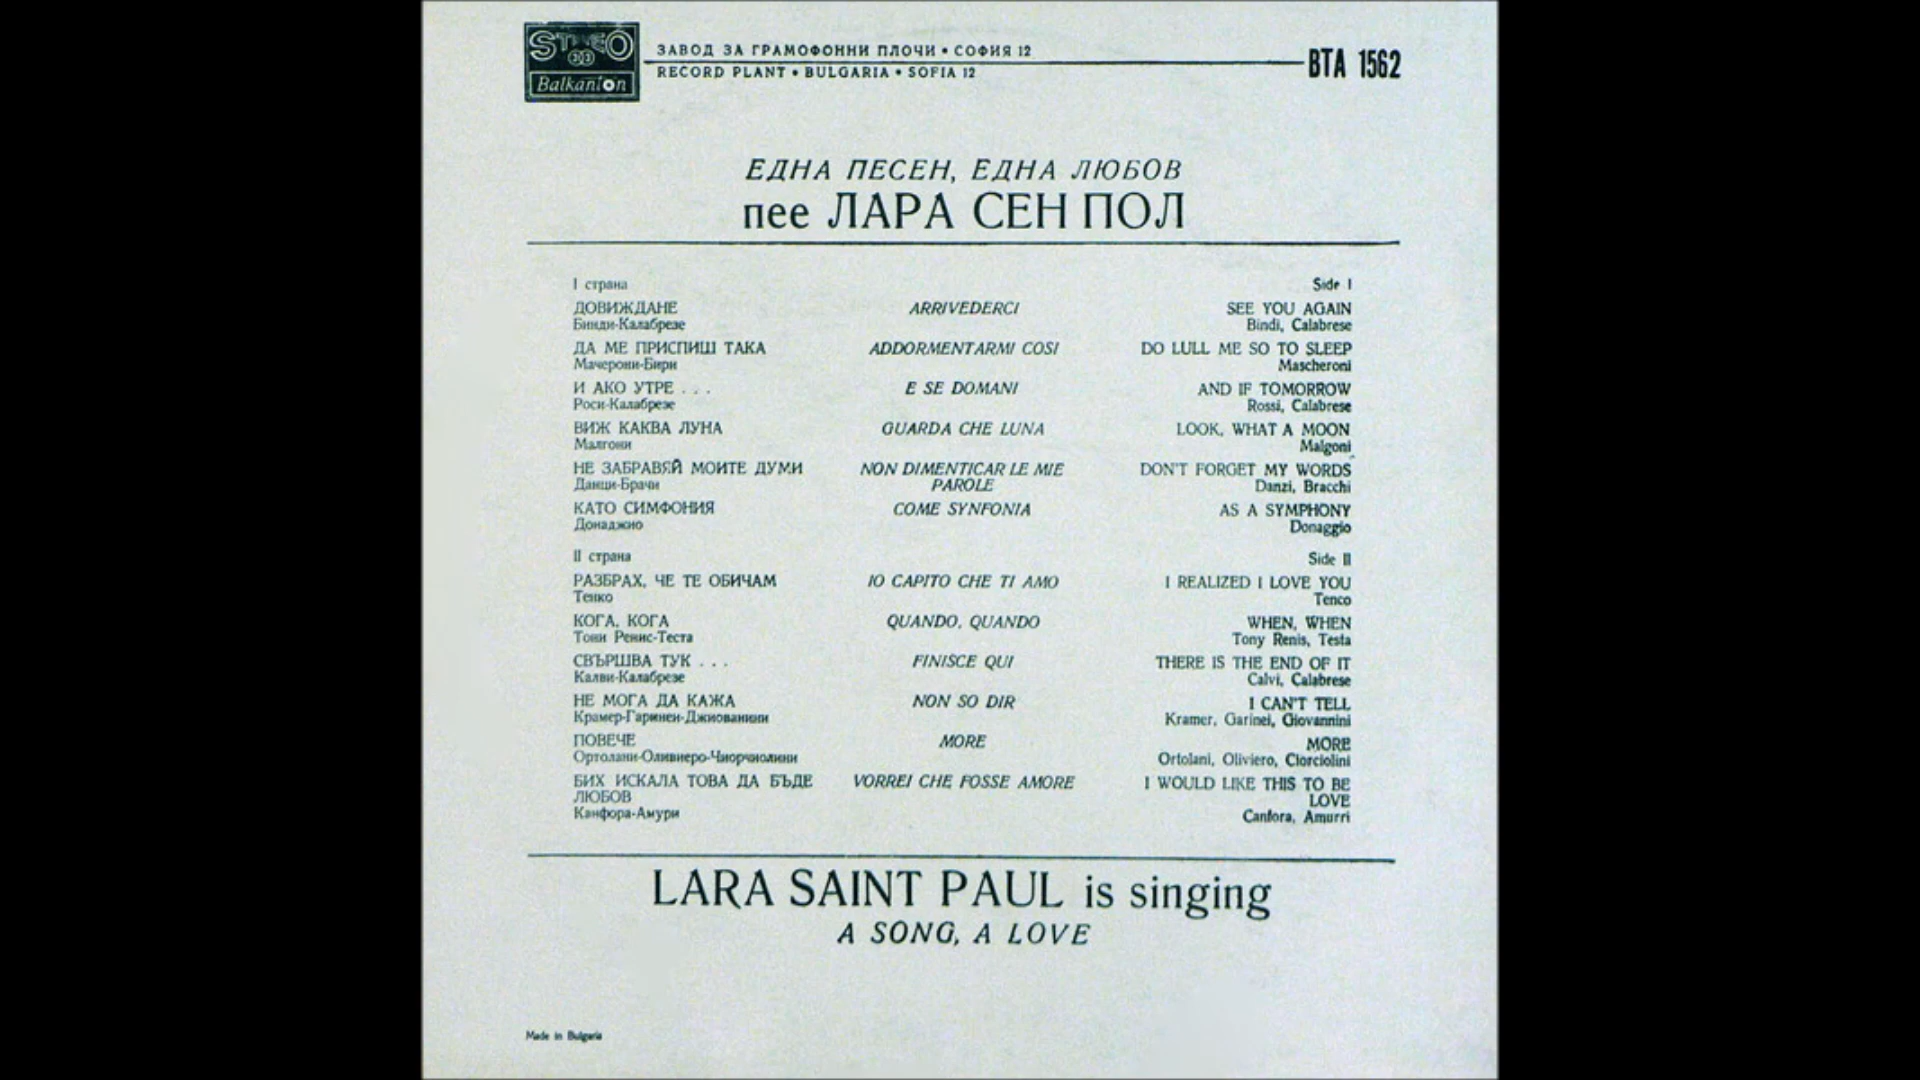 STEREO
33
Balkanton
ЗАВОД ЗА ГРАМОФОННИ ПЛОЧИ • СОФИЯ 12
RECORD PLANT • BULGARIA • SOFIA 12
BTA 1562
ЕДНА ПЕСЕН, ЕДНА ЛЮБОВ
пее ЛАРА СЕН ПОЛ
I страна Side I
ДОВИЖДАНЕ ARRIVEDERCI SEE YOU AGAIN
Бинди-Калабрезе Bindi, Calabrese
ДА МЕ ПРИСПИШ ТАКА ADDORMENTARMI COSI DO LULL ME SO TO SLEEP
Мачерони-Бири Mascheroni
И АКО УТРЕ . . . E SE DOMANI AND IF TOMORROW
Роси-Калабрезе Rossi, Calabrese
ВИЖ КАКВА ЛУНА GUARDA CHE LUNA LOOK, WHAT A MOON
Малгони Malgoni
НЕ ЗАБРАВЯЙ МОИТЕ ДУМИ NON DIMENTICAR LE MIE DON'T FORGET MY WORDS
Данци-Брачи PAROLE Danzi, Bracchi
КАТО СИМФОНИЯ COME SYNFONIA AS A SYMPHONY
Донаджио Donaggio
II страна Side II
РАЗБРАХ, ЧЕ ТЕ ОБИЧАМ IO CAPITO CHE TI AMO I REALIZED I LOVE YOU
Тенко Tenco
КОГА, КОГА QUANDO, QUANDO WHEN, WHEN
Тони Ренис-Теста Tony Renis, Testa
СВЪРШВА ТУК . . . FINISCE QUI THERE IS THE END OF IT
Калви-Калабрезе Calvi, Calabrese
НЕ МОГА ДА КАЖА NON SO DIR I CAN'T TELL
Крамер-Гаринеи-Джиованини Kramer, Garinei, Giovannini
ПОВЕЧЕ MORE MORE
Ортолани-Оливиеро-Чиорчиолини Ortolani, Oliviero, Ciorciolini
БИХ ИСКАЛА ТОВА ДА БЪДЕ VORREI CHE FOSSE AMORE I WOULD LIKE THIS TO BE
ЛЮБОВ LOVE
Канфора-Амури Canfora, Amurri
LARA SAINT PAUL is singing
A SONG, A LOVE
Made in Bulgaria